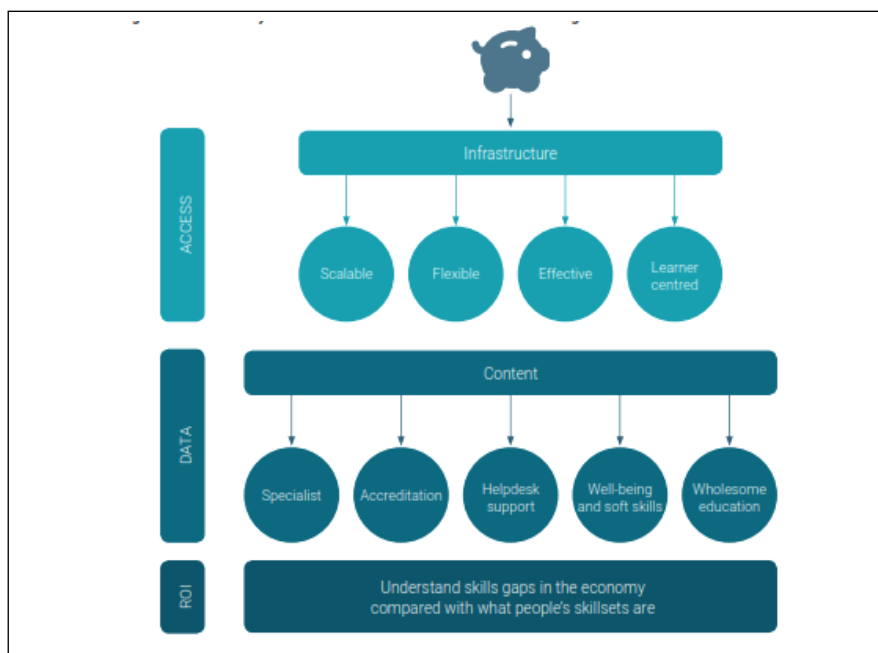 Infrastructure
ACCESS
Scalable
Flexible
Effective
Learner
centred
Content
DATA
Specialist
Accreditation
Helpdesk
support
Well-being
and soft skills
Wholesome
education
ROI
Understand skills gaps in the economy
compared with what people's skillsets are